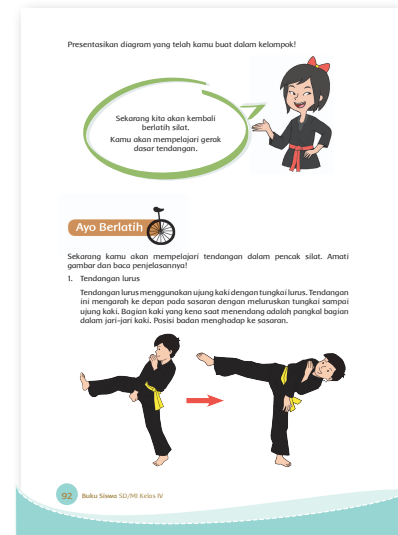 Presentasikan diagram yang telah kamu buat dalam kelompok!
Sekarang kita akan kembali
berlatih silat.
Kamu akan mempelajari gerak
dasar tendangan.
Ayo Berlatih
Sekarang kamu akan mempelajari tendangan dalam pencak silat. Amati
gambar dan baca penjelasannya!
1. Tendangan lurus
Tendangan lurus menggunakan ujung kaki dengan tungkai lurus. Tendangan
ini mengarah ke depan pada sasaran dengan meluruskan tungkai sampai
ujung kaki. Bagian kaki yang kena saat menendang adalah pangkal bagian
dalam jari-jari kaki. Posisi badan menghadap ke sasaran.
92 Buku Siswa SD/MI Kelas IV